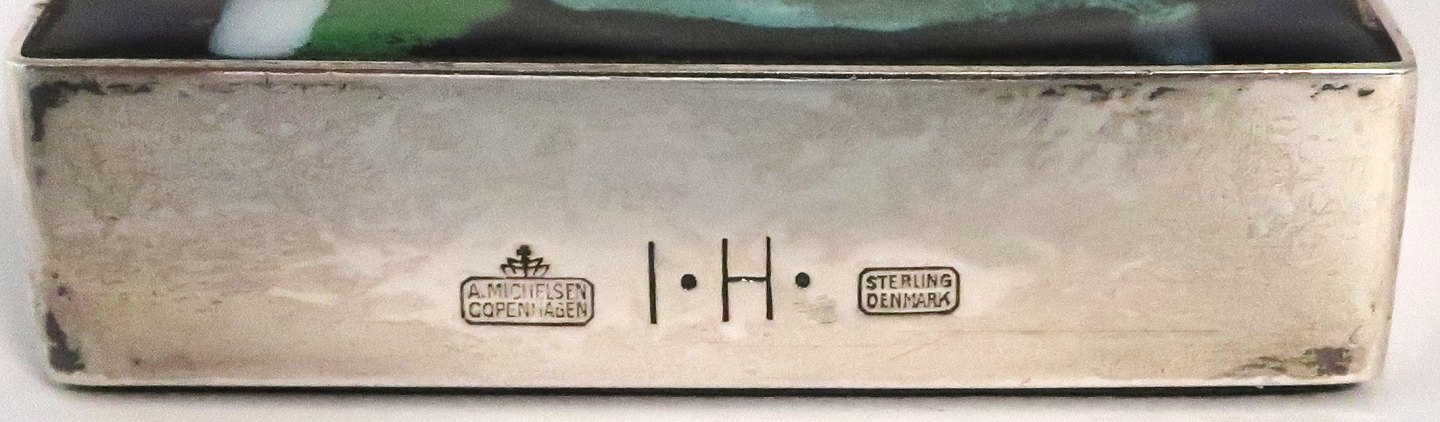 A. MICHELSEN
COPENHAGEN
I · H ·
STERLING
DENMARK